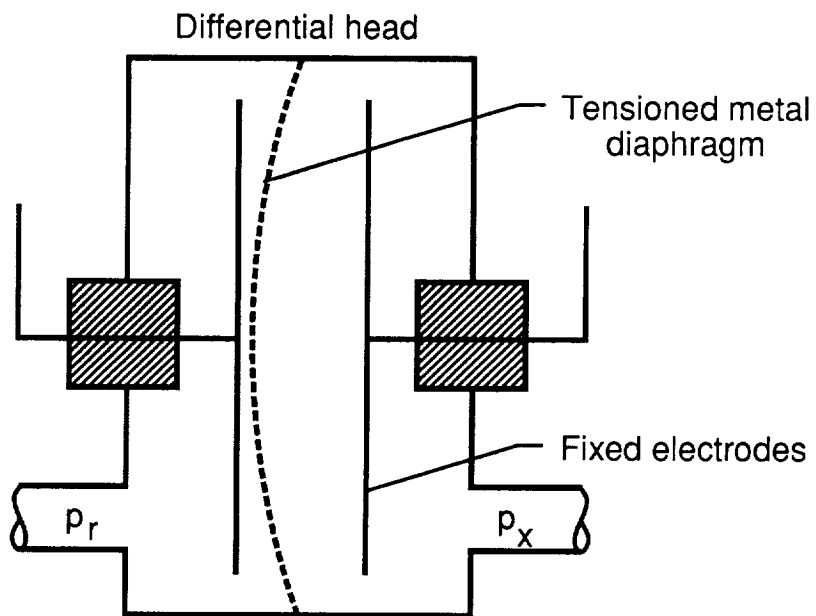 Differential head
Tensioned metal
diaphragm
Fixed electrodes
p_r
p_x